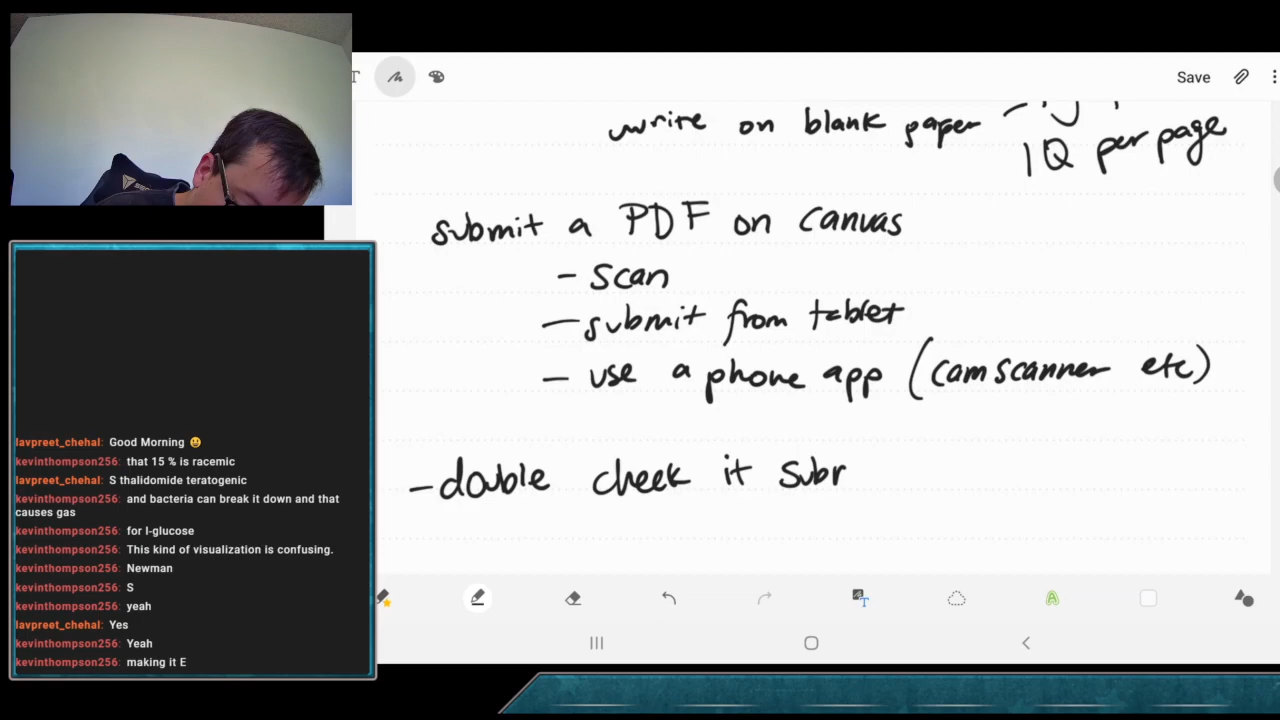 T
Save
write on blank paper -
1Q per page
submit a PDF on canvas
- scan
- submit from tablet
- use a phone app (camscanner etc)
- double check it subr
lavpreet_chehal: Good Morning 😀
kevinthompson256: that 15 % is racemic
lavpreet_chehal: S thalidomide teratogenic
kevinthompson256: and bacteria can break it down and that
causes gas
kevinthompson256: for l-glucose
kevinthompson256: This kind of visualization is confusing.
kevinthompson256: Newman
kevinthompson256: S
kevinthompson256: yeah
lavpreet_chehal: Yes
kevinthompson256: Yeah
kevinthompson256: making it E